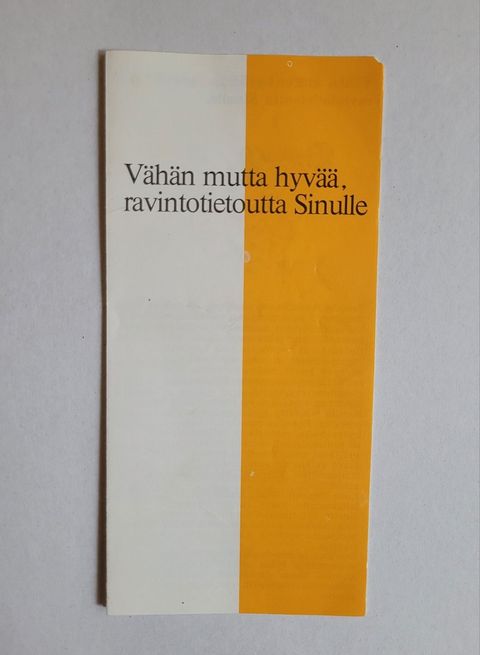 Vähän mutta hyvää,
ravintotietoutta Sinulle